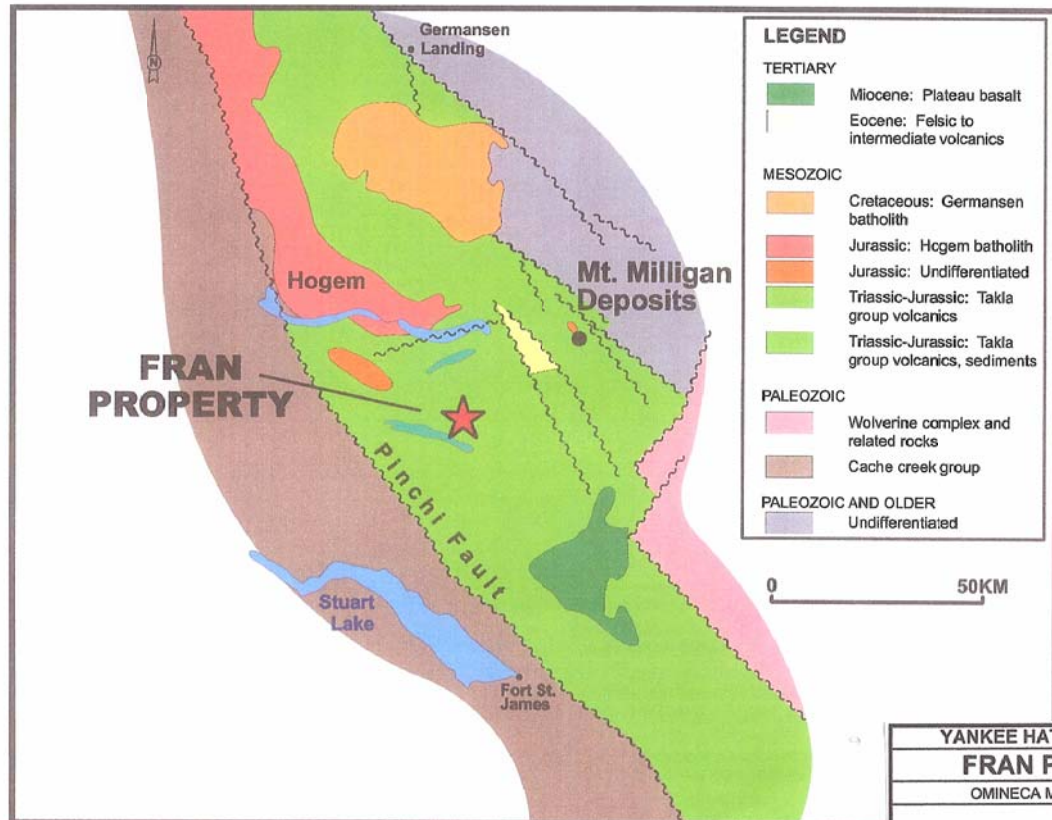 N
Germansen
Landing
Hogem
Mt. Milligan
Deposits
FRAN
PROPERTY
Pinchi Fault
Stuart
Lake
Fort St.
James
LEGEND
TERTIARY
Miocene: Plateau basalt
Eocene: Felsic to
intermediate volcanics
MESOZOIC
Cretaceous: Germansen
batholith
Jurassic: Hogem batholith
Jurassic: Undifferentiated
Triassic-Jurassic: Takla
group volcanics
Triassic-Jurassic: Takla
group volcanics, sediments
PALEOZOIC
Wolverine complex and
related rocks
Cache creek group
PALEOZOIC AND OLDER
Undifferentiated
0 50KM
YANKEE HAT
FRAN P
OMINECA M